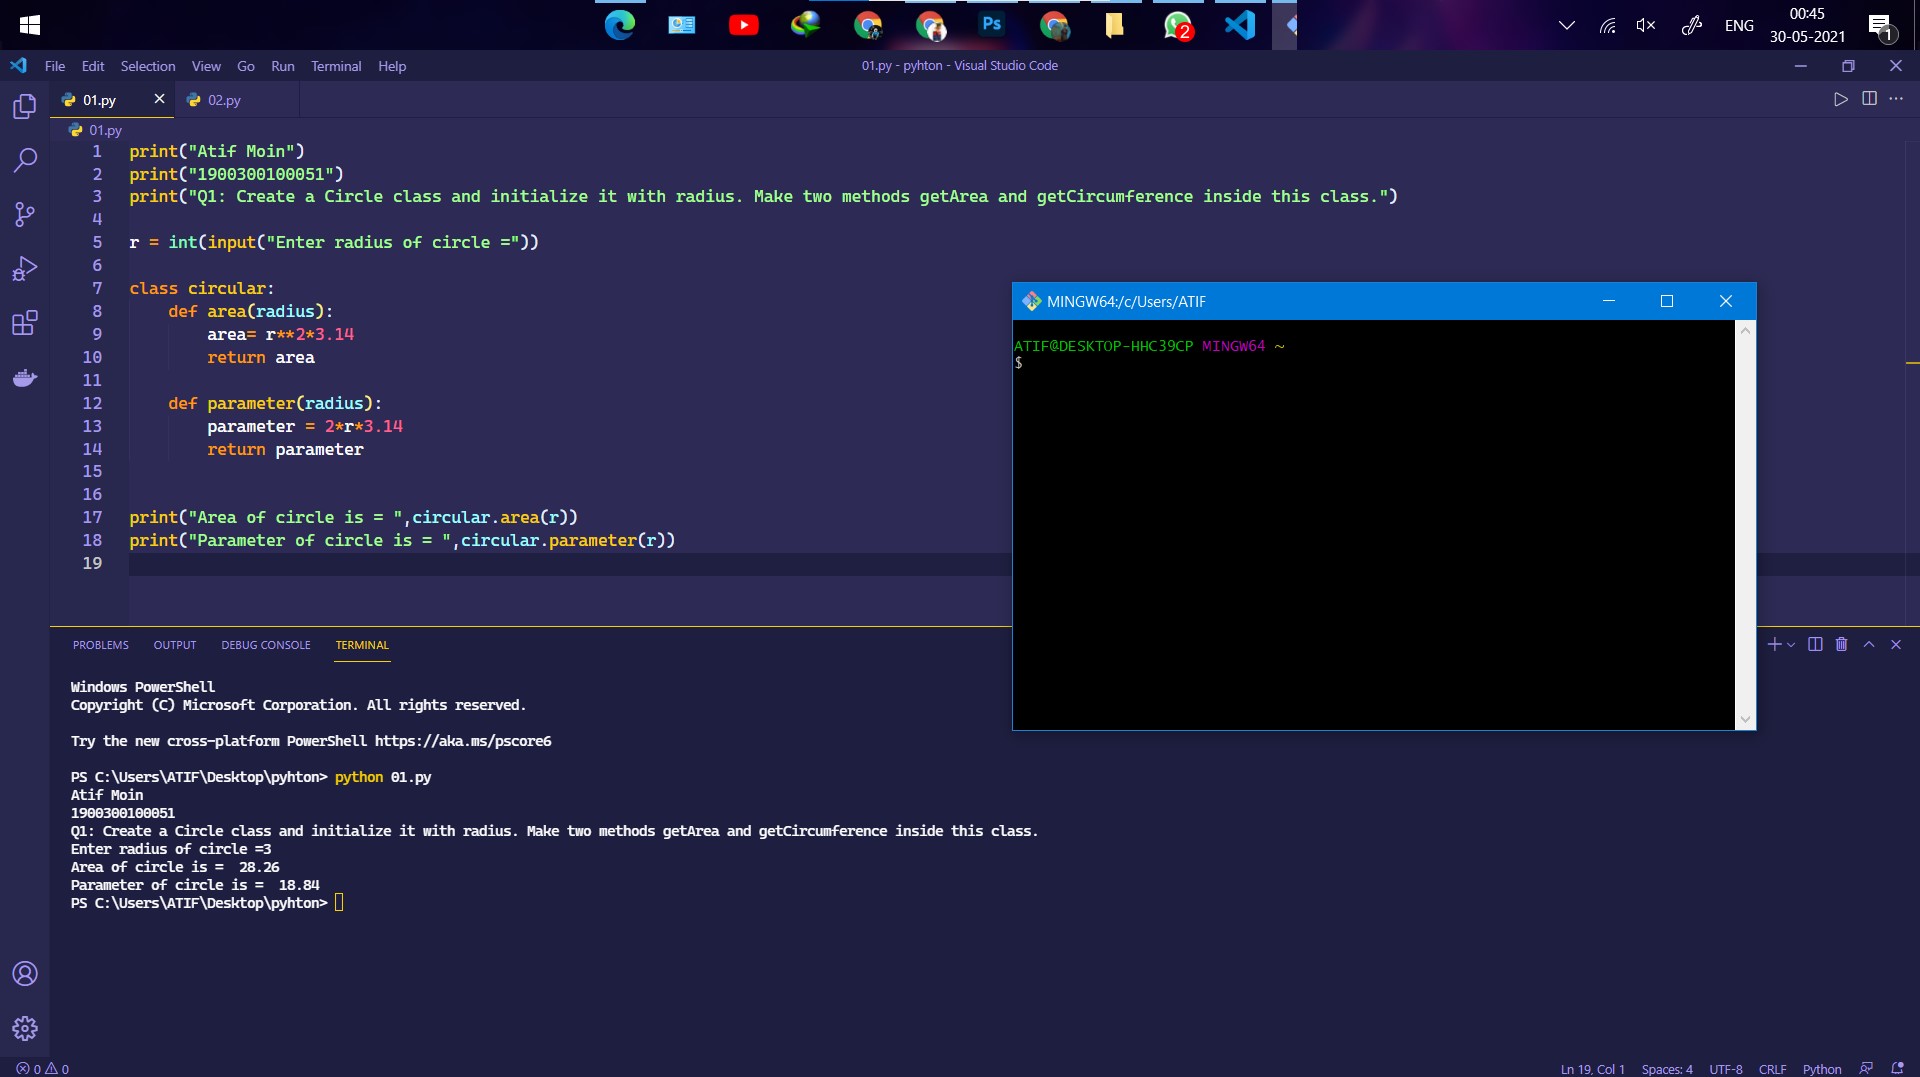 Ps
2
ENG
00:45
30-05-2021
1
File Edit Selection View Go Run Terminal Help
01.py - pyhton - Visual Studio Code
01.py
02.py
01.py
1 print("Atif Moin")
2 print("1900300100051")
3 print("Q1: Create a Circle class and initialize it with radius. Make two methods getArea and getCircumference inside this class.")
4
5 r = int(input("Enter radius of circle ="))
6
7 class circular:
8     def area(radius):
9         area= r**2*3.14
10         return area
11
12     def parameter(radius):
13         parameter = 2*r*3.14
14         return parameter
15
16
17 print("Area of circle is = ",circular.area(r))
18 print("Parameter of circle is = ",circular.parameter(r))
19
MINGW64:/c/Users/ATIF
ATIF@DESKTOP-HHC39CP MINGW64 ~
$
PROBLEMS OUTPUT DEBUG CONSOLE TERMINAL
Windows PowerShell
Copyright (C) Microsoft Corporation. All rights reserved.
Try the new cross-platform PowerShell https://aka.ms/pscore6
PS C:\Users\ATIF\Desktop\pyhton> python 01.py
Atif Moin
1900300100051
Q1: Create a Circle class and initialize it with radius. Make two methods getArea and getCircumference inside this class.
Enter radius of circle =3
Area of circle is =  28.26
Parameter of circle is =  18.84
PS C:\Users\ATIF\Desktop\pyhton>
0 0
Ln 19, Col 1 Spaces: 4 UTF-8 CRLF Python